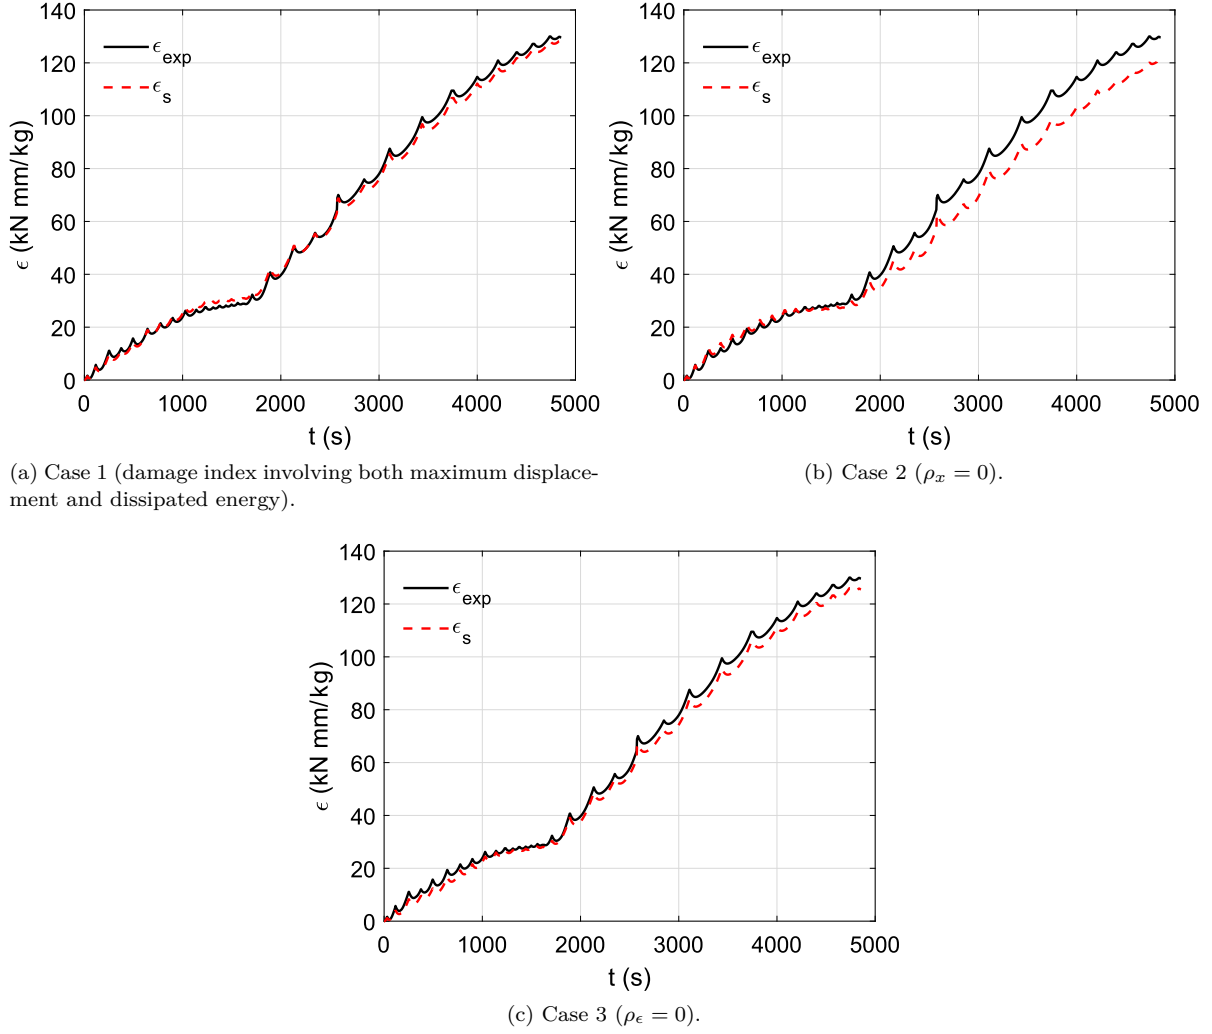 140
120
100
80
60
40
20
0
ϵ (kN mm/kg)
ϵexp
ϵs
0 1000 2000 3000 4000 5000
t (s)
(a) Case 1 (damage index involving both maximum displace-
ment and dissipated energy).
140
120
100
80
60
40
20
0
ϵ (kN mm/kg)
ϵexp
ϵs
0 1000 2000 3000 4000 5000
t (s)
(b) Case 2 (ρx = 0).
140
120
100
80
60
40
20
0
ϵ (kN mm/kg)
ϵexp
ϵs
0 1000 2000 3000 4000 5000
t (s)
(c) Case 3 (ρϵ = 0).